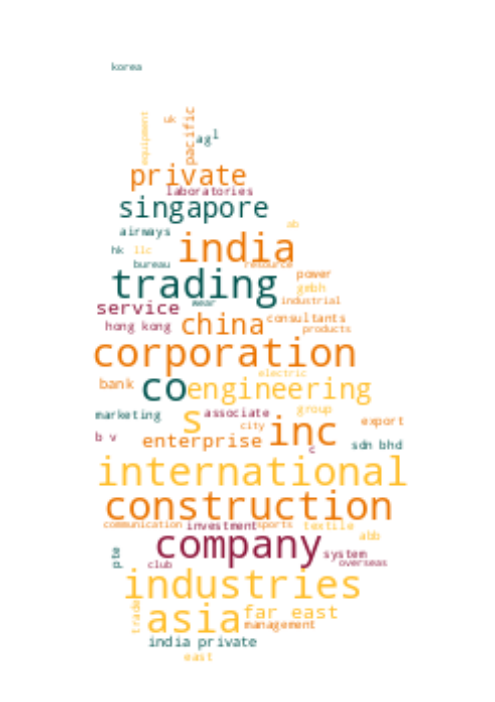 korea
equipment
uk
pacific
agl
private
laboratories
singapore
ab
airways
india
hk llc
bureau resource
trading power
gmbh
wear industrial
service
hong kong china consultants
products
corporation
electric
bank co engineering
marketing s associate group
city inc export
b v enterprise sdn bhd
c
international
construction
communication investment sports textile
company abb
pte system
club overseas
industries
trade asia far east
management
india private
east